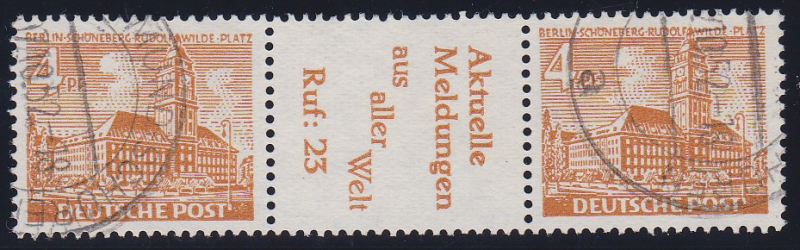 BERLIN-SCHÖNEBERG·RUDOLF-WILDE-PLATZ
4
PF
DEUTSCHE POST
Aktuelle
Meldungen
aus
aller Welt
Ruf: 23
BERLIN-SCHÖNEBERG·RUDOLF-WILDE-PLATZ
4
DEUTSCHE POST
a